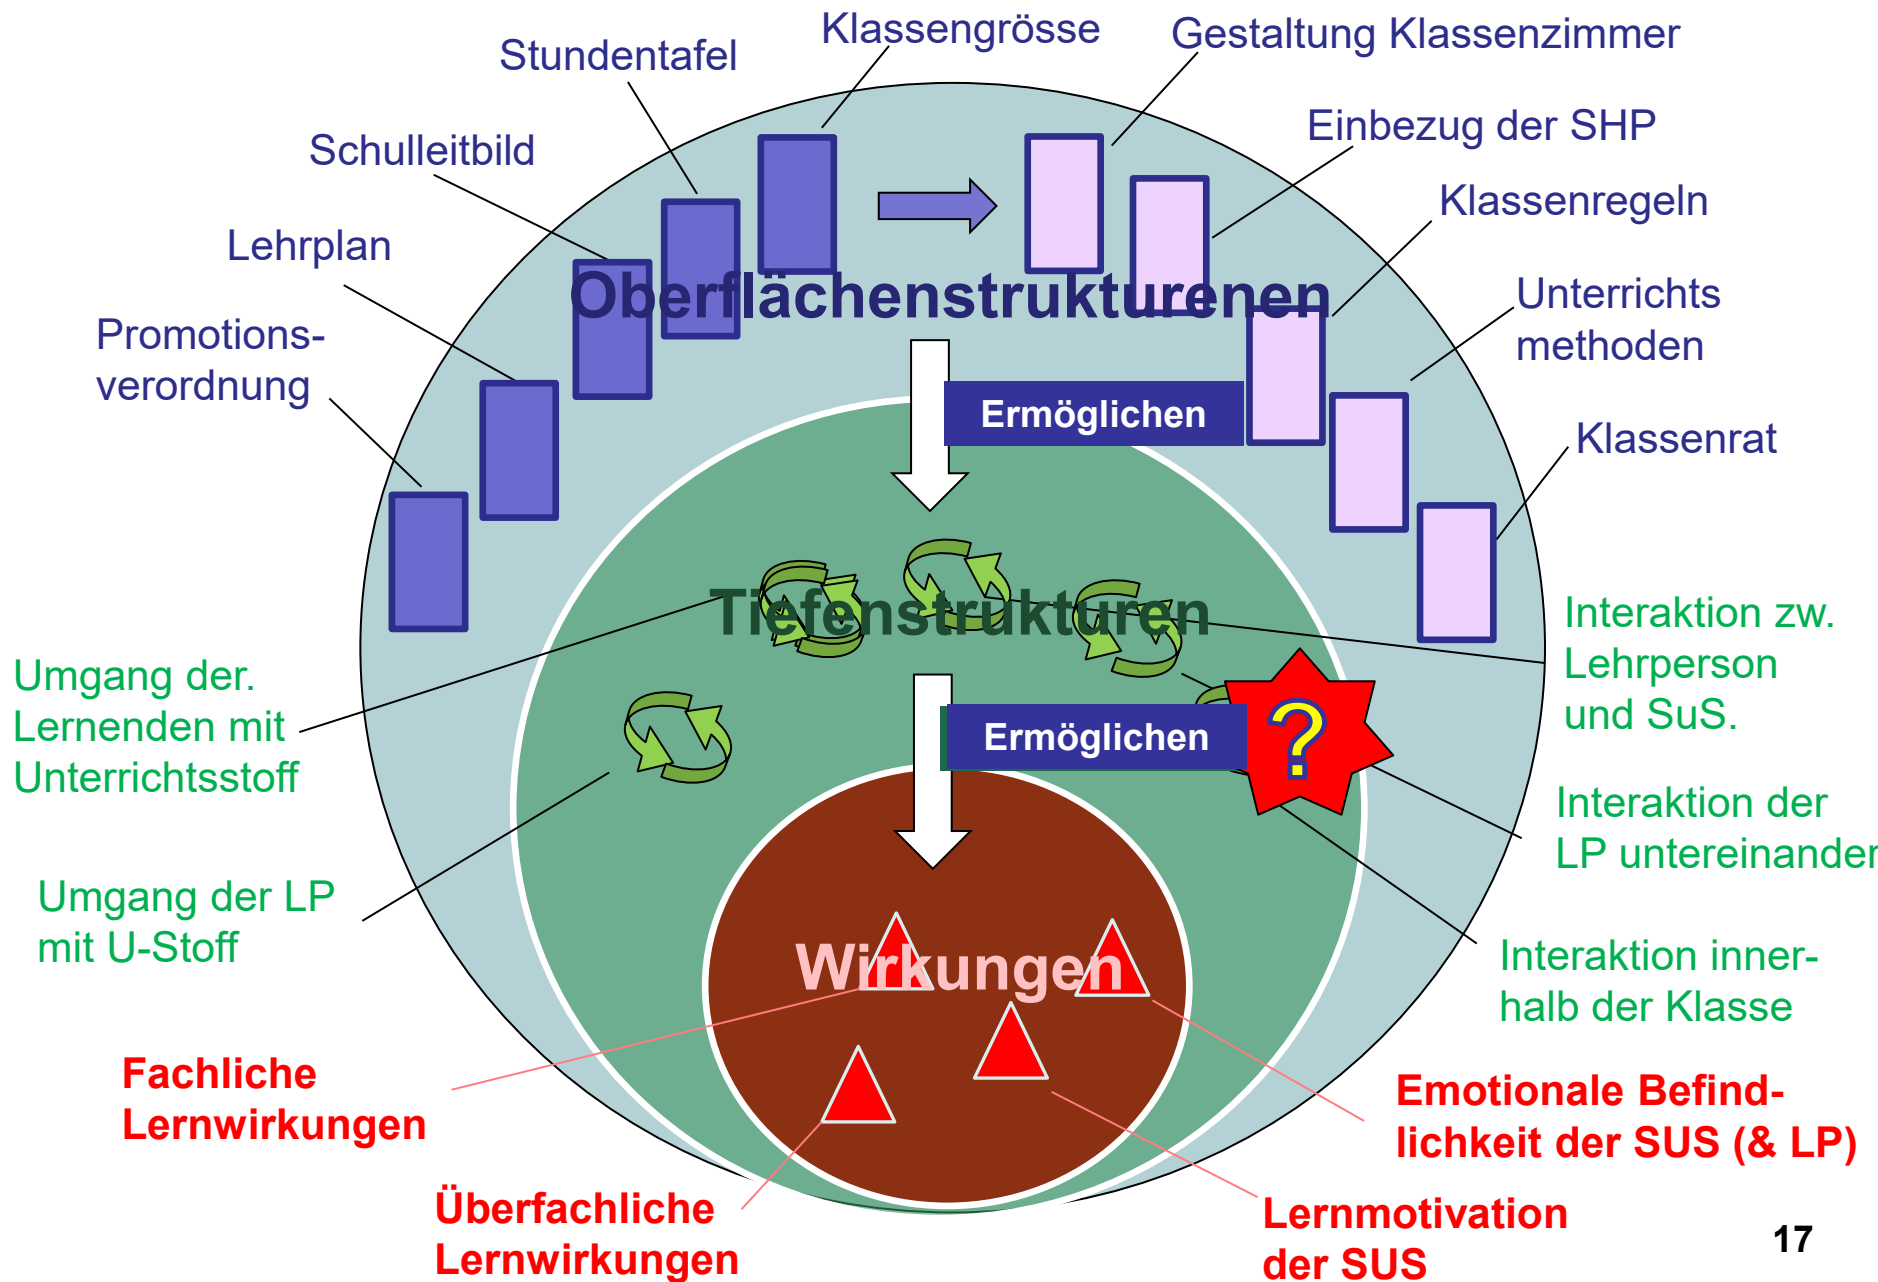 Klassengrösse
Gestaltung Klassenzimmer
Stundentafel
Einbezug der SHP
Schulleitbild
Klassenregeln
Lehrplan
Oberflächenstrukturenen
Unterrichts
methoden
Promotions-
verordnung
Ermöglichen
Klassenrat
Tiefenstrukturen
Interaktion zw.
Lehrperson
und SuS.
Umgang der.
Lernenden mit
Unterrichtsstoff
Ermöglichen
?
Interaktion der
LP untereinander
Umgang der LP
mit U-Stoff
Wirkungen
Interaktion inner-
halb der Klasse
Fachliche
Lernwirkungen
Emotionale Befind-
lichkeit der SUS (& LP)
Überfachliche
Lernwirkungen
Lernmotivation
der SUS
17